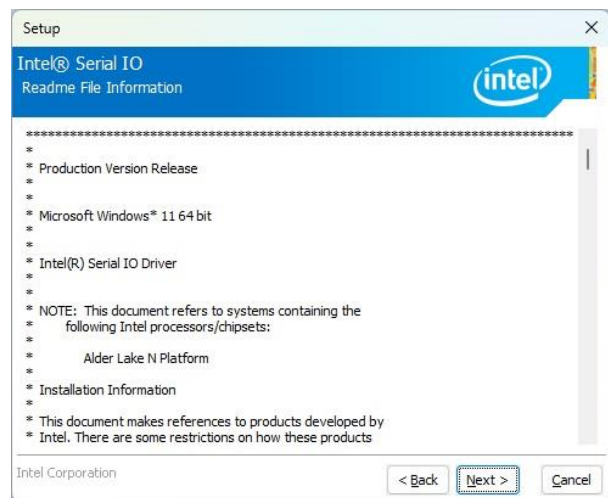 Setup
Intel® Serial IO
Readme File Information
intel
***************************************************************************
*
* Production Version Release
*
*
* Microsoft Windows* 11 64 bit
*
*
* Intel(R) Serial IO Driver
*
*
* NOTE: This document refers to systems containing the
* following Intel processors/chipsets:
*
* Alder Lake N Platform
*
* Installation Information
*
* This document makes references to products developed by
* Intel. There are some restrictions on how these products
Intel Corporation
< Back Next > Cancel